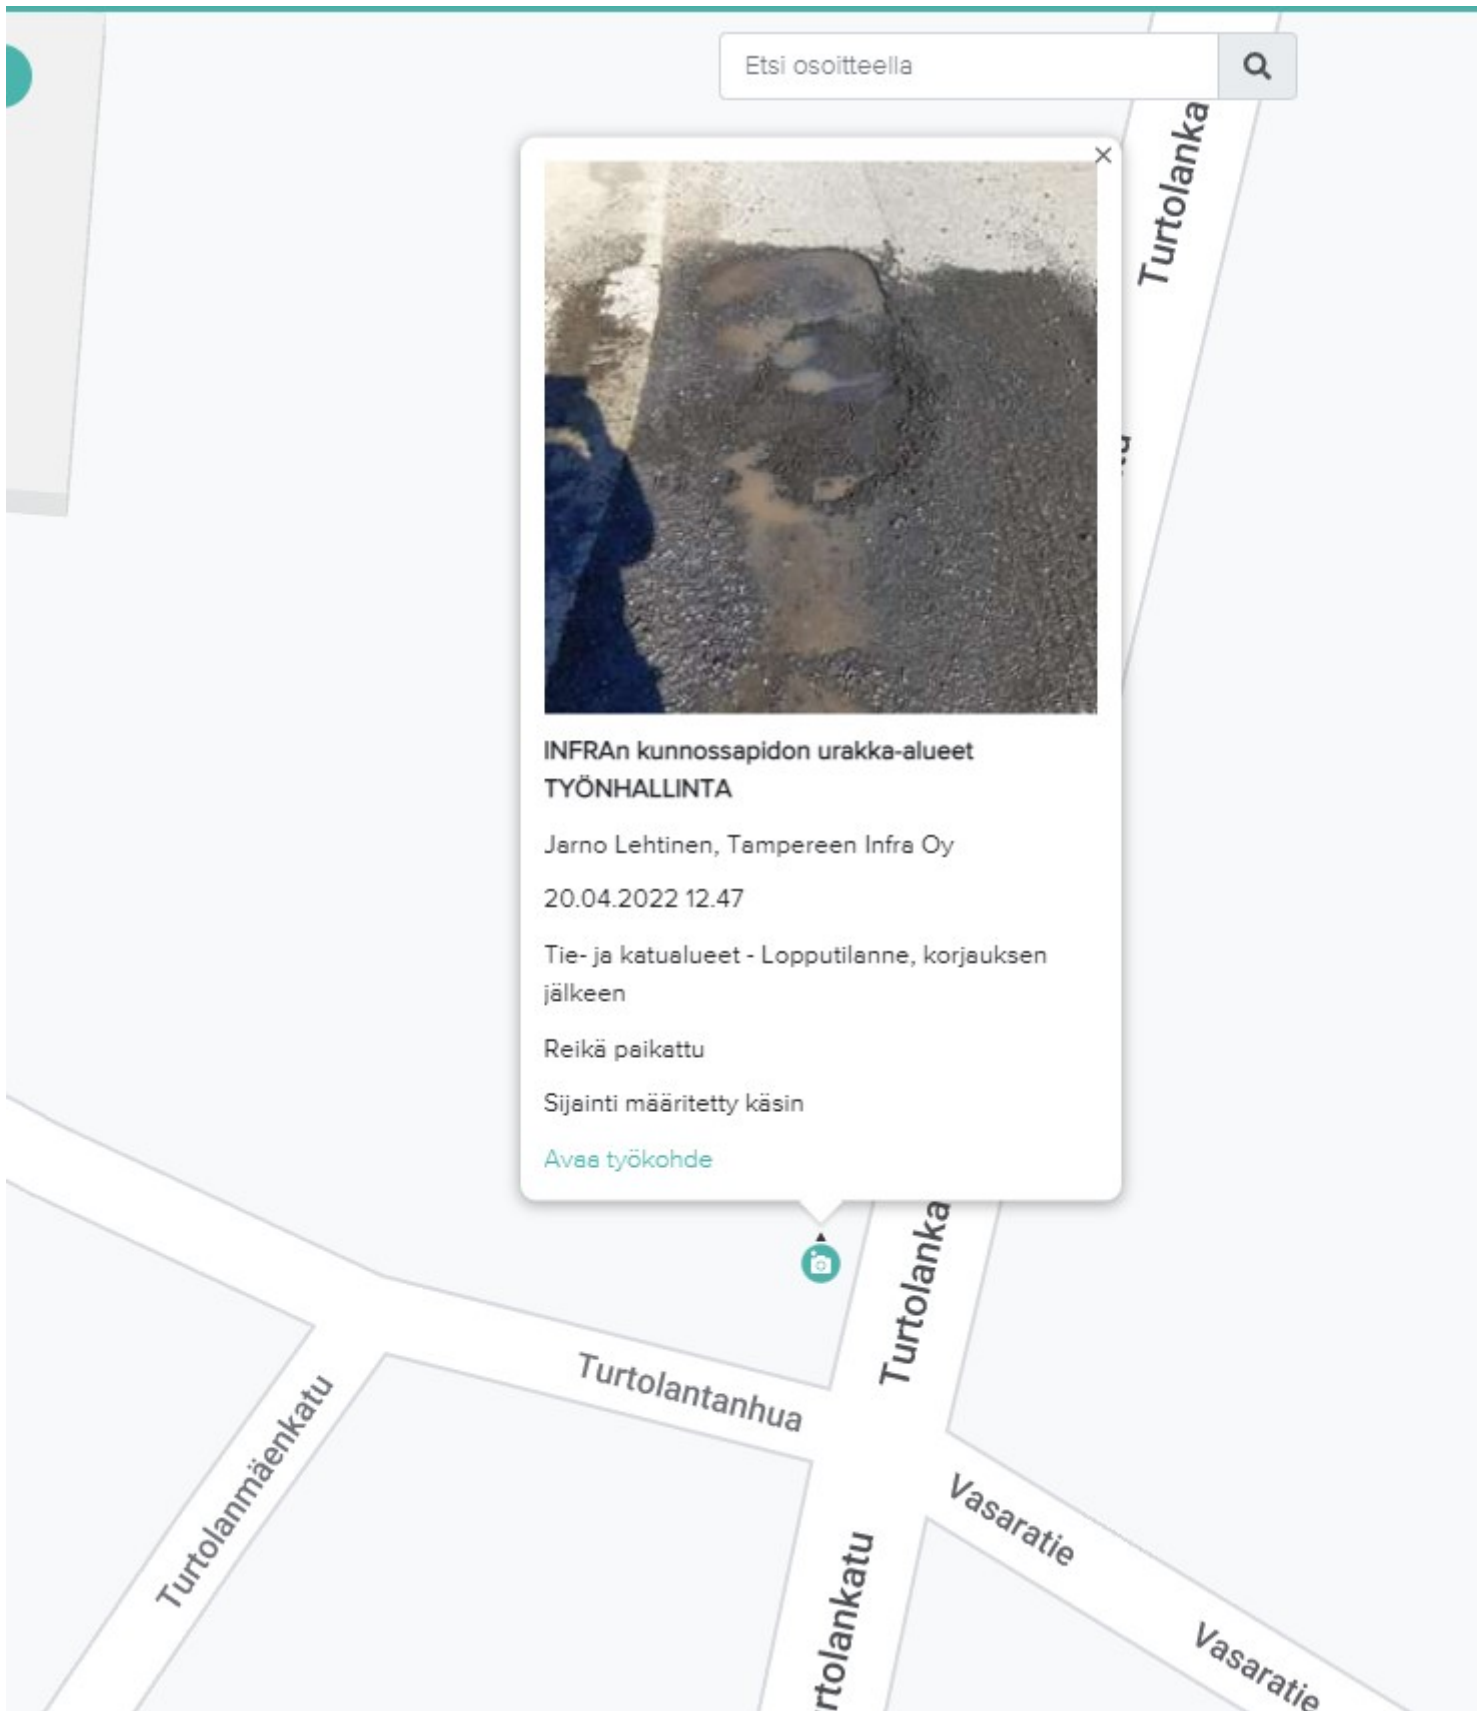 Etsi osoitteella
Turtolanka
INFRAn kunnossapidon urakka-alueet
TYÖNHALLINTA
Jarno Lehtinen, Tampereen Infra Oy
20.04.2022 12.47
Tie- ja katualueet - Lopputilanne, korjauksen
jälkeen
Reikä paikattu
Sijainti määritetty käsin
Avaa työkohde
Turtolanka
Turtolantanhua
Turtolanmäenkatu
Vasaratie
rtolankatu
Vasaratie